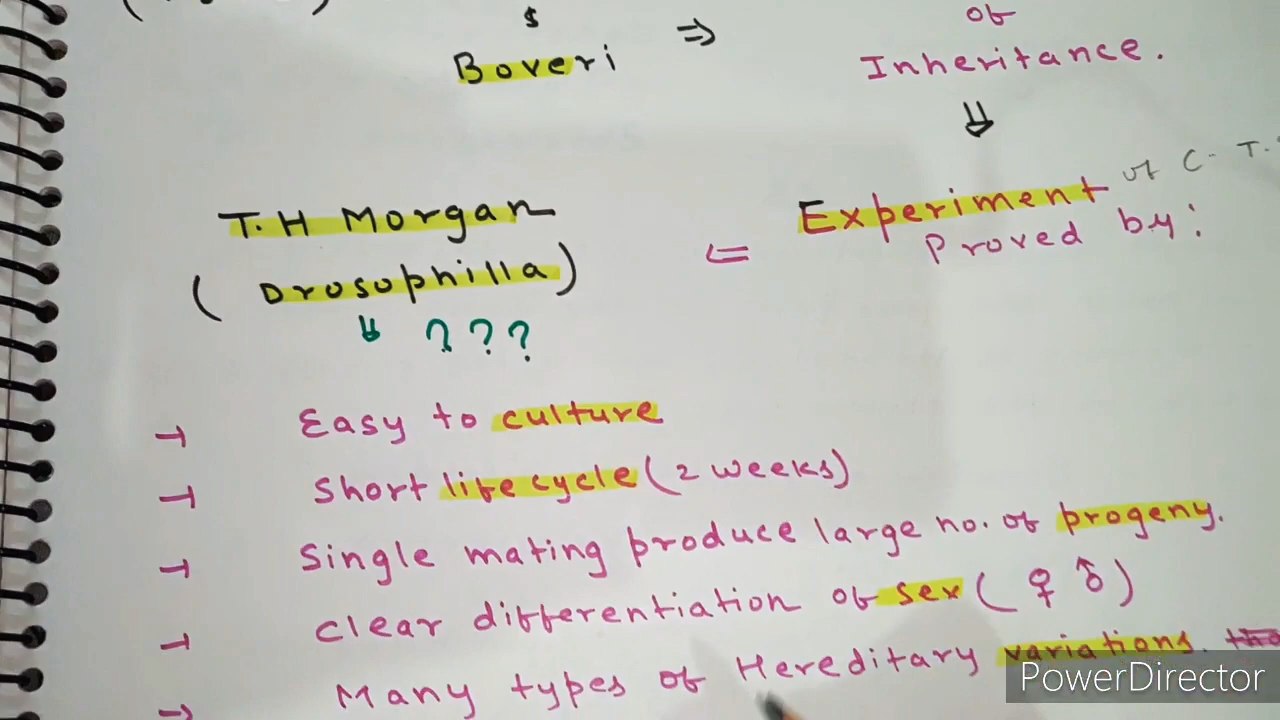 of
Boveri ⇒ Inheritance.
⇓
of C. T.
T.H Morgan ⇐ Experiment
Proved by:
( Drosophilla )
⇓ ???
→ Easy to culture
→ Short life cycle (2 weeks)
→ Single mating produce large no. of progeny.
→ clear differentiation of sex ( ♀ ♂ )
→ Many types of Hereditary variations.
PowerDirector